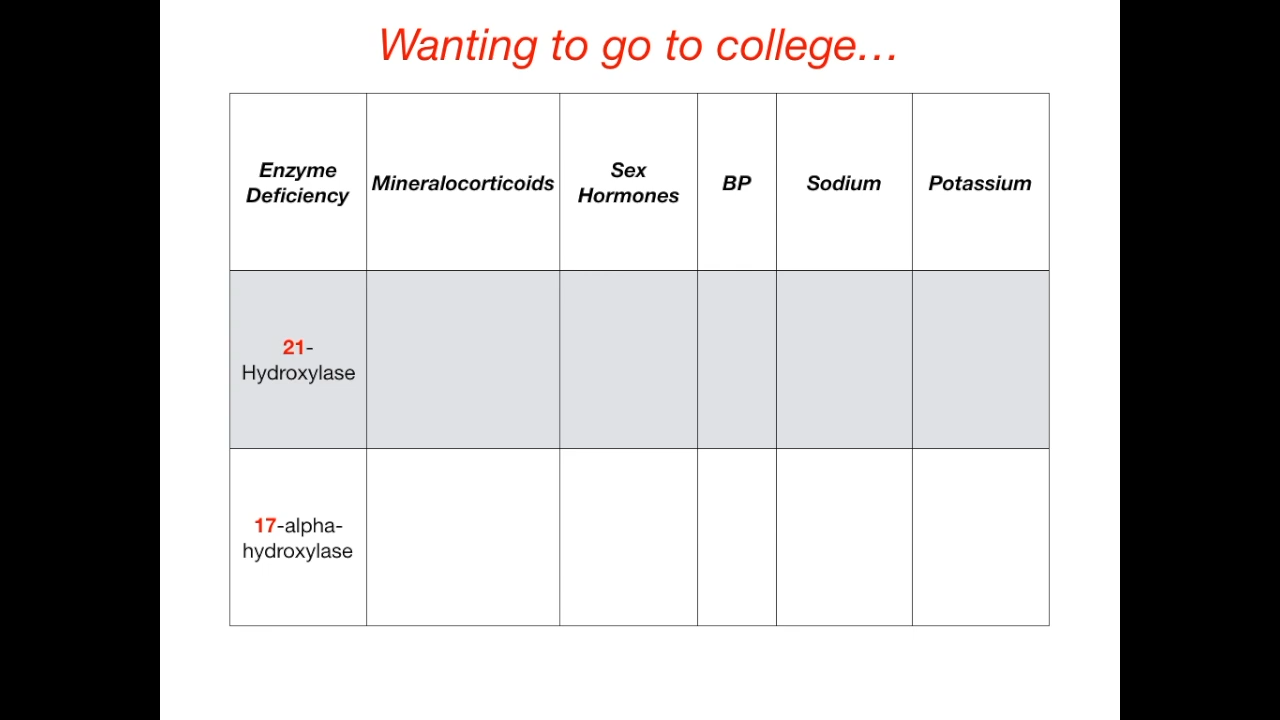 Wanting to go to college…
Enzyme
Deficiency
Mineralocorticoids
Sex
Hormones
BP
Sodium
Potassium
21-
Hydroxylase
17-alpha-
hydroxylase